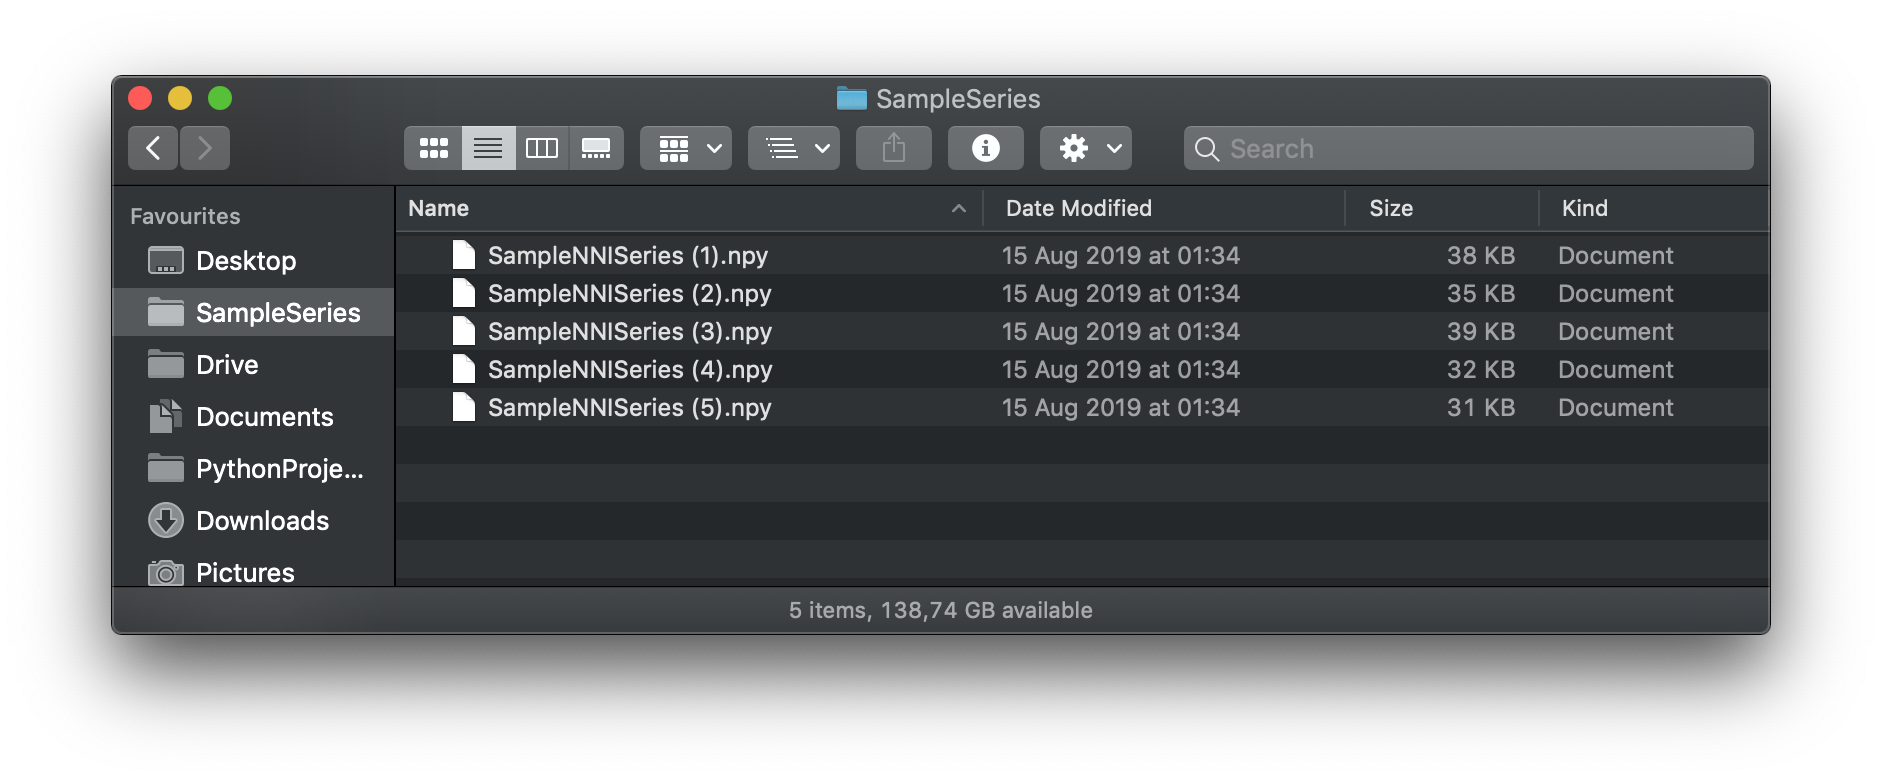 SampleSeries
Search
Favourites
Desktop
SampleSeries
Drive
Documents
PythonProje...
Downloads
Pictures
Name Date Modified Size Kind
SampleNNISeries (1).npy 15 Aug 2019 at 01:34 38 KB Document
SampleNNISeries (2).npy 15 Aug 2019 at 01:34 35 KB Document
SampleNNISeries (3).npy 15 Aug 2019 at 01:34 39 KB Document
SampleNNISeries (4).npy 15 Aug 2019 at 01:34 32 KB Document
SampleNNISeries (5).npy 15 Aug 2019 at 01:34 31 KB Document
5 items, 138,74 GB available